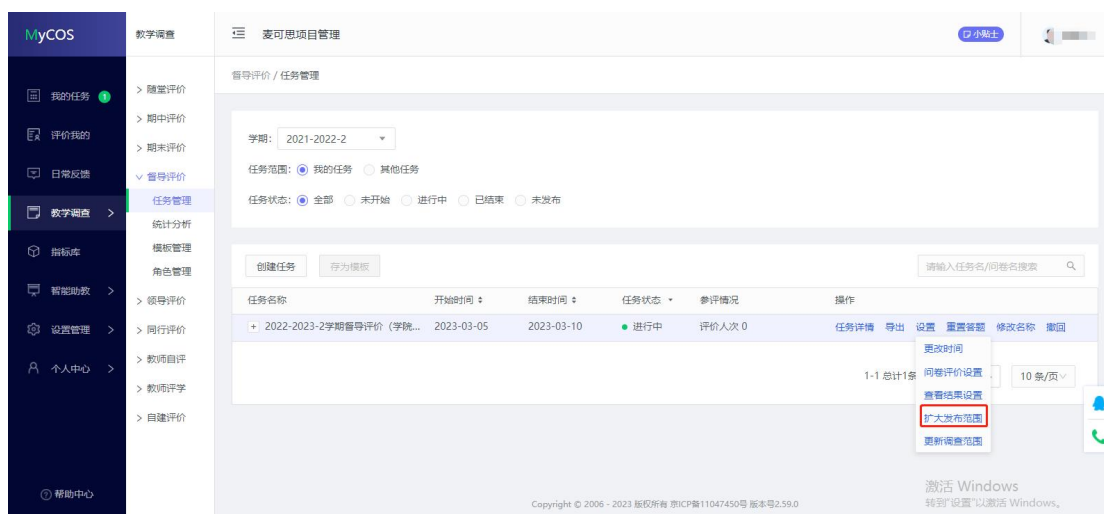 MyCOS
教学调查
麦可思项目管理
小贴士
督导评价 / 任务管理
我的任务 1
评价我的
日常反馈
教学调查
指标库
智能助教
设置管理
个人中心
帮助中心
随堂评价
期中评价
期末评价
督导评价
任务管理
统计分析
模板管理
角色管理
领导评价
同行评价
教师自评
教师评学
自建评价
学期: 2021-2022-2
任务范围: 我的任务 其他任务
任务状态: 全部 未开始 进行中 已结束 未发布
创建任务 存为模板 请输入任务名/问卷名搜索
任务名称 开始时间 结束时间 任务状态 参评情况 操作
+ 2022-2023-2学期督导评价（学院... 2023-03-05 2023-03-10 进行中 评价人次 0 任务详情 导出 设置 重置答题 修改名称 撤回
更改时间
问卷评价设置
查看结果设置
扩大发布范围
更新调查范围
1-1 总计1条 10 条/页
激活 Windows
转到"设置"以激活 Windows。
Copyright © 2006 - 2023 版权所有 京ICP备11047450号 版本号2.59.0